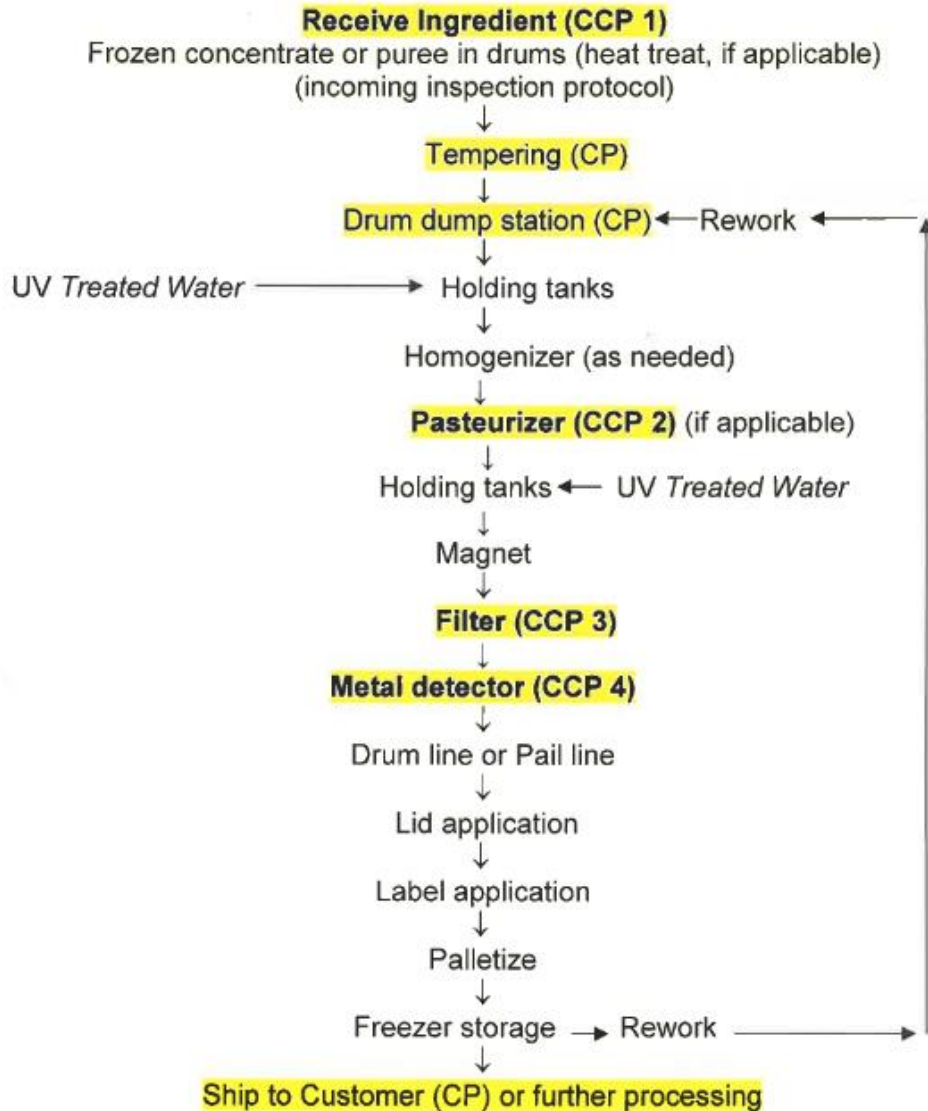 Receive Ingredient (CCP 1)
Frozen concentrate or puree in drums (heat treat, if applicable)
(incoming inspection protocol)
Tempering (CP)
Drum dump station (CP) Rework
UV Treated Water Holding tanks
Homogenizer (as needed)
Pasteurizer (CCP 2) (if applicable)
Holding tanks UV Treated Water
Magnet
Filter (CCP 3)
Metal detector (CCP 4)
Drum line or Pail line
Lid application
Label application
Palletize
Freezer storage Rework
Ship to Customer (CP) or further processing